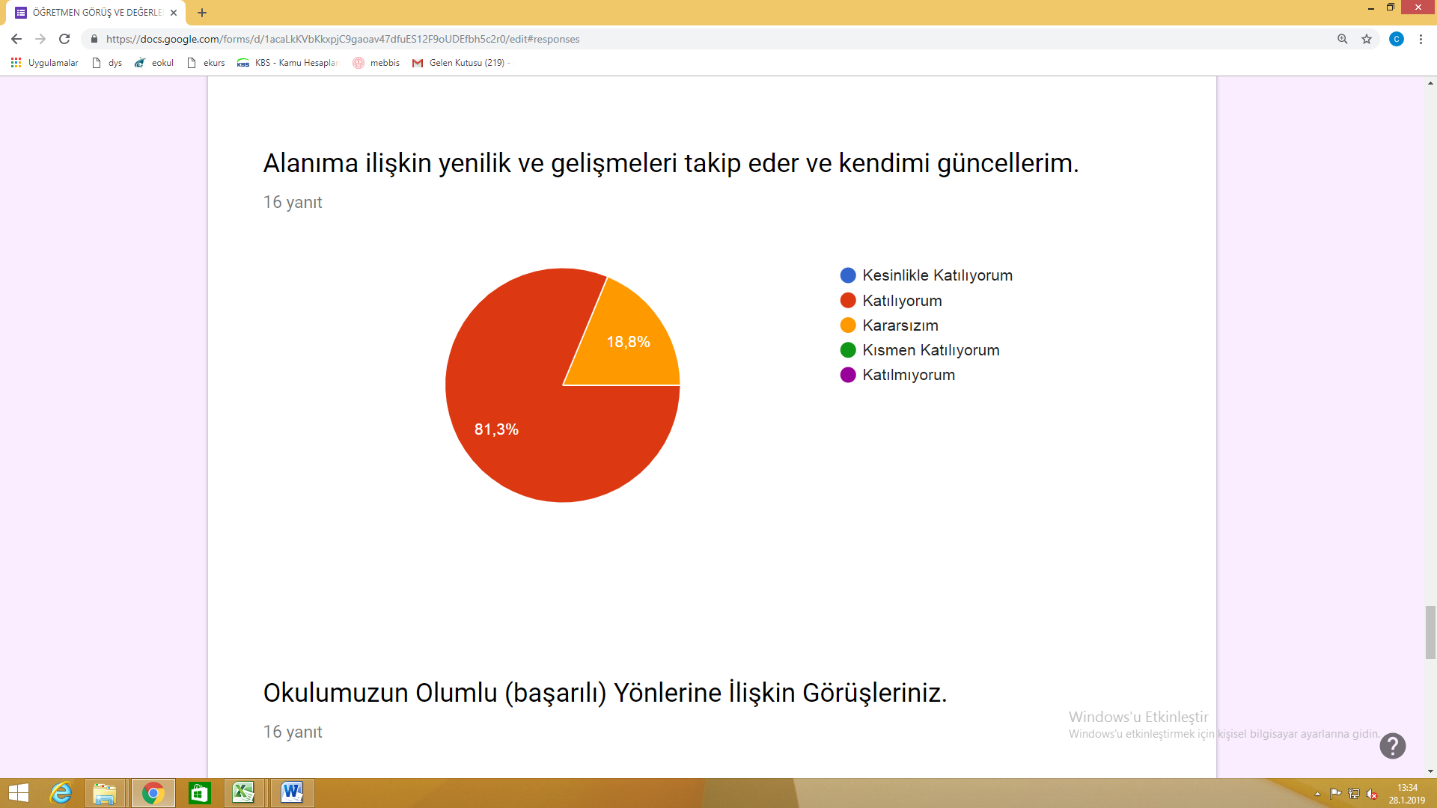 ÖĞRETMEN GÖRÜŞ VE DEĞERLE
https://docs.google.com/forms/d/1acaLkKVbKkxpjC9gaoav47dfuES12F9oUDEfbh5c2r0/edit#responses
Uygulamalar dys eokul ekurs KBS - Kamu Hesapları mebbis Gelen Kutusu (219) -
Alanıma ilişkin yenilik ve gelişmeleri takip eder ve kendimi güncellerim.
16 yanıt
Kesinlikle Katılıyorum
Katılıyorum
Kararsızım
Kısmen Katılıyorum
Katılmıyorum
18,8%
81,3%
Okulumuzun Olumlu (başarılı) Yönlerine İlişkin Görüşleriniz.
16 yanıt
Windows'u Etkinleştir
Windows'u etkinleştirmek için kişisel bilgisayar ayarlarına gidin.
13:34
28.1.2019